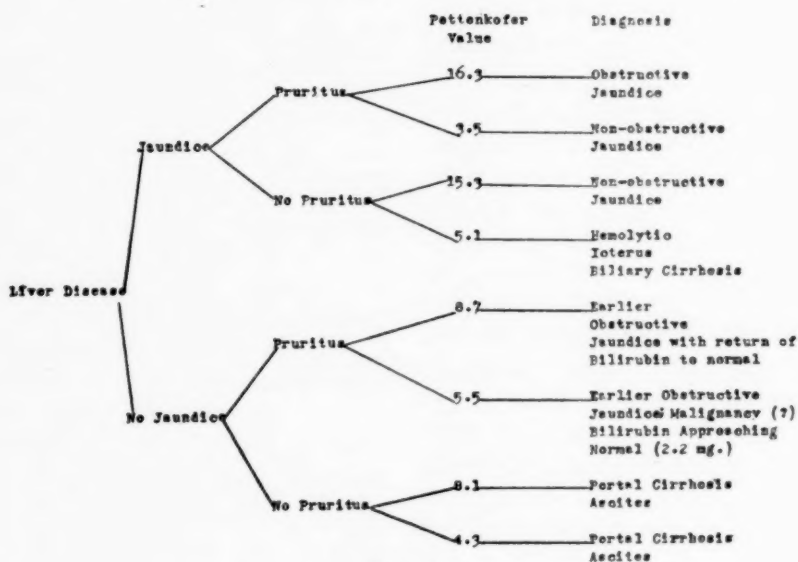 Pettenkofer Diagnosis
Value
16.3 Obstructive
Pruritus Jaundice
3.5 Non-obstructive
Jaundice Jaundice
15.3 Non-obstructive
No Pruritus Jaundice
5.1 Hemolytic
Icterus
Biliary Cirrhosis
Liver Disease
8.7 Earlier
Obstructive
Pruritus Jaundice with return of
Bilirubin to normal
5.5 Earlier Obstructive
No Jaundice Jaundice; Malignancy (?)
Bilirubin Approaching
Normal (2.2 mg.)
8.1 Portal Cirrhosis
No Pruritus Ascites
4.3 Portal Cirrhosis
Ascites